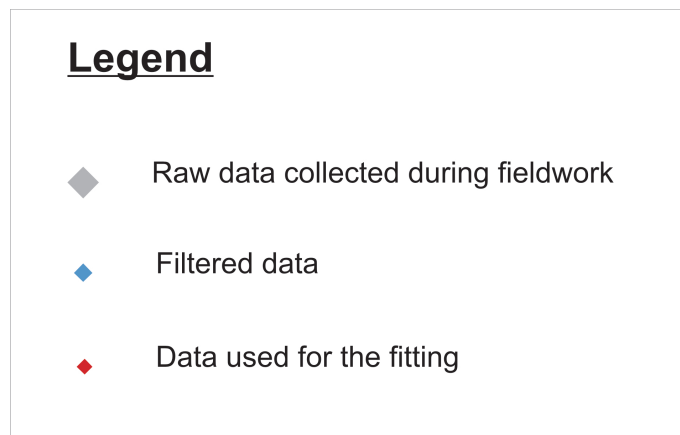 Legend
Raw data collected during fieldwork
Filtered data
Data used for the fitting